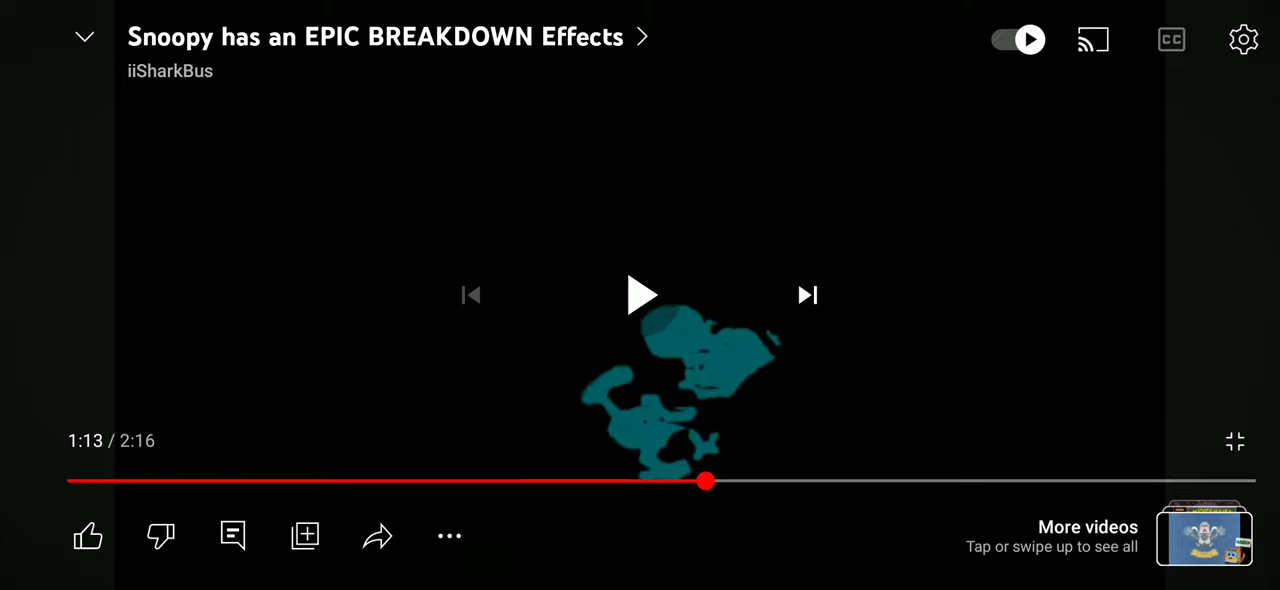 Snoopy has an EPIC BREAKDOWN Effects
iiSharkBus
CC
1:13 / 2:16
More videos
Tap or swipe up to see all